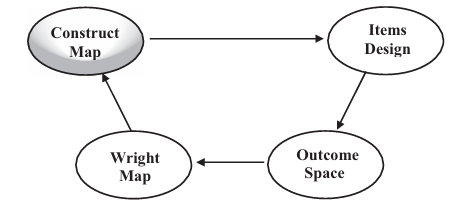 Construct
Map
Items
Design
Wright
Map
Outcome
Space